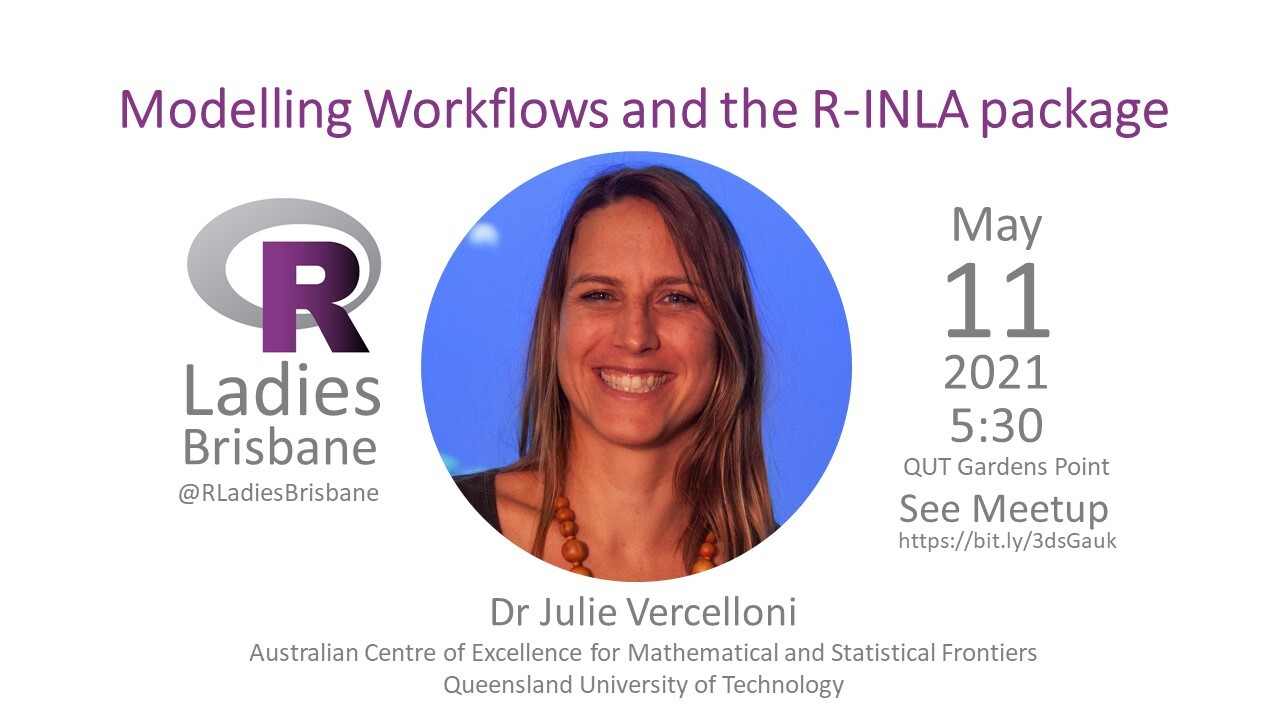 Modelling Workflows and the R-INLA package
R
Ladies
Brisbane
@RLadiesBrisbane
May
11
2021
5:30
QUT Gardens Point
See Meetup
https://bit.ly/3dsGauk
Dr Julie Vercelloni
Australian Centre of Excellence for Mathematical and Statistical Frontiers
Queensland University of Technology